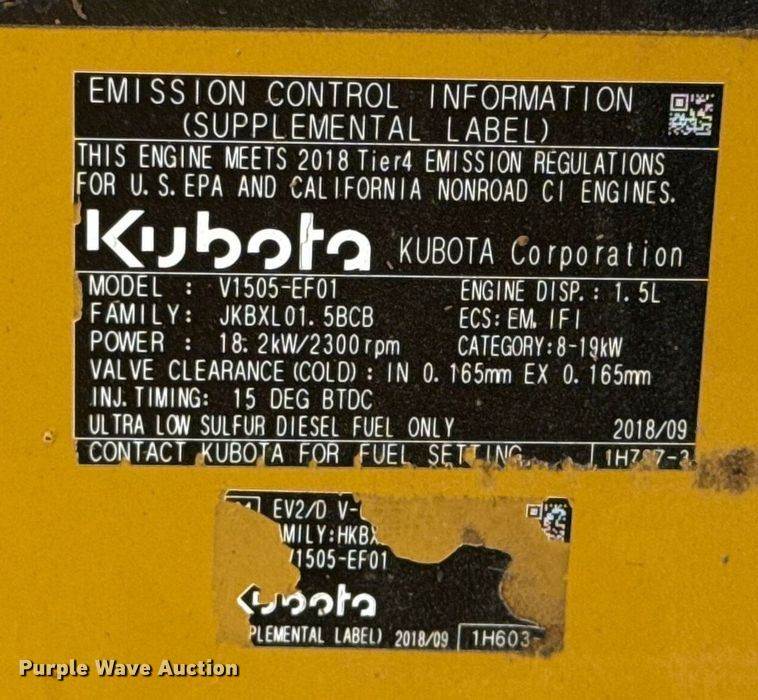 EMISSION CONTROL INFORMATION
(SUPPLEMENTAL LABEL)
THIS ENGINE MEETS 2018 Tier4 EMISSION REGULATIONS
FOR U.S.EPA AND CALIFORNIA NONROAD CI ENGINES.
Kubota KUBOTA Corporation
MODEL : V1505-EF01 ENGINE DISP.: 1.5L
FAMILY: JKBXL01.5BCB ECS:EM, IFI
POWER : 18.2kW/2300rpm CATEGORY:8-19kW
VALVE CLEARANCE(COLD): IN 0.165mm EX 0.165mm
INJ.TIMING: 15 DEG BTDC
ULTRA LOW SULFUR DIESEL FUEL ONLY 2018/09
CONTACT KUBOTA FOR FUEL SETTING.
EV2/D V-
AMILY:HKBX
V1505-EF01
Kubota
PLEMENTAL LABEL) 2018/09 1H603-
Purple Wave Auction